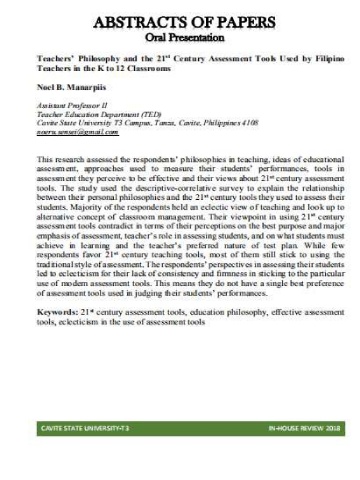 ABSTRACTS OF PAPERS
Oral Presentation
Teachers' Philosophy and the 21st Century Assessment Tools Used by Filipino
Teachers in the K to 12 Classrooms
Noel B. Manarpiis
Assistant Professor II
Teacher Education Department (TED)
Cavite State University T3 Campus, Tanza, Cavite, Philippines 4108
noeru.sensei@gmail.com
This research assessed the respondents' philosophies in teaching, ideas of educational
assessment, approaches used to measure their students' performances, tools in
assessment they perceive to be effective and their views about 21st century assessment
tools. The study used the descriptive-correlative survey to explain the relationship
between their personal philosophies and the 21st century tools they used to assess their
students. Majority of the respondents held an eclectic view of teaching and look up to
alternative concept of classroom management. Their viewpoint in using 21st century
assessment tools contradict in terms of their perceptions on the best purpose and major
emphasis of assessment, teacher's role in assessing students, and on what students must
achieve in learning and the teacher's preferred nature of test plan. While few
respondents favor 21st century teaching tools, most of them still stick to using the
traditional style of assessment. The respondents' perspectives in assessing their students
led to eclecticism for their lack of consistency and firmness in sticking to the particular
use of modern assessment tools. This means they do not have a single best preference
of assessment tools used in judging their students' performances.
Keywords: 21st century assessment tools, education philosophy, effective assessment
tools, eclecticism in the use of assessment tools
CAVITE STATE UNIVERSITY-T3 IN-HOUSE REVIEW 2018